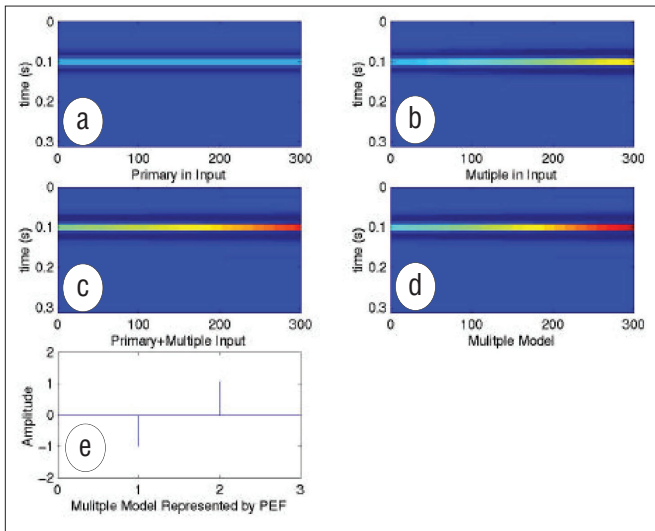 0
0.1
0.2
0.3
time (s)
a
0 100 200 300
Primary in Input
0
0.1
0.2
0.3
time (s)
b
0 100 200 300
Mutiple in Input
0
0.1
0.2
0.3
time (s)
c
0 100 200 300
Primary+Multiple Input
0
0.1
0.2
0.3
time (s)
d
0 100 200 300
Mulitple Model
2
1
0
-1
-2
Amplitude
e
0 1 2 3
Mulitple Model Represented by PEF